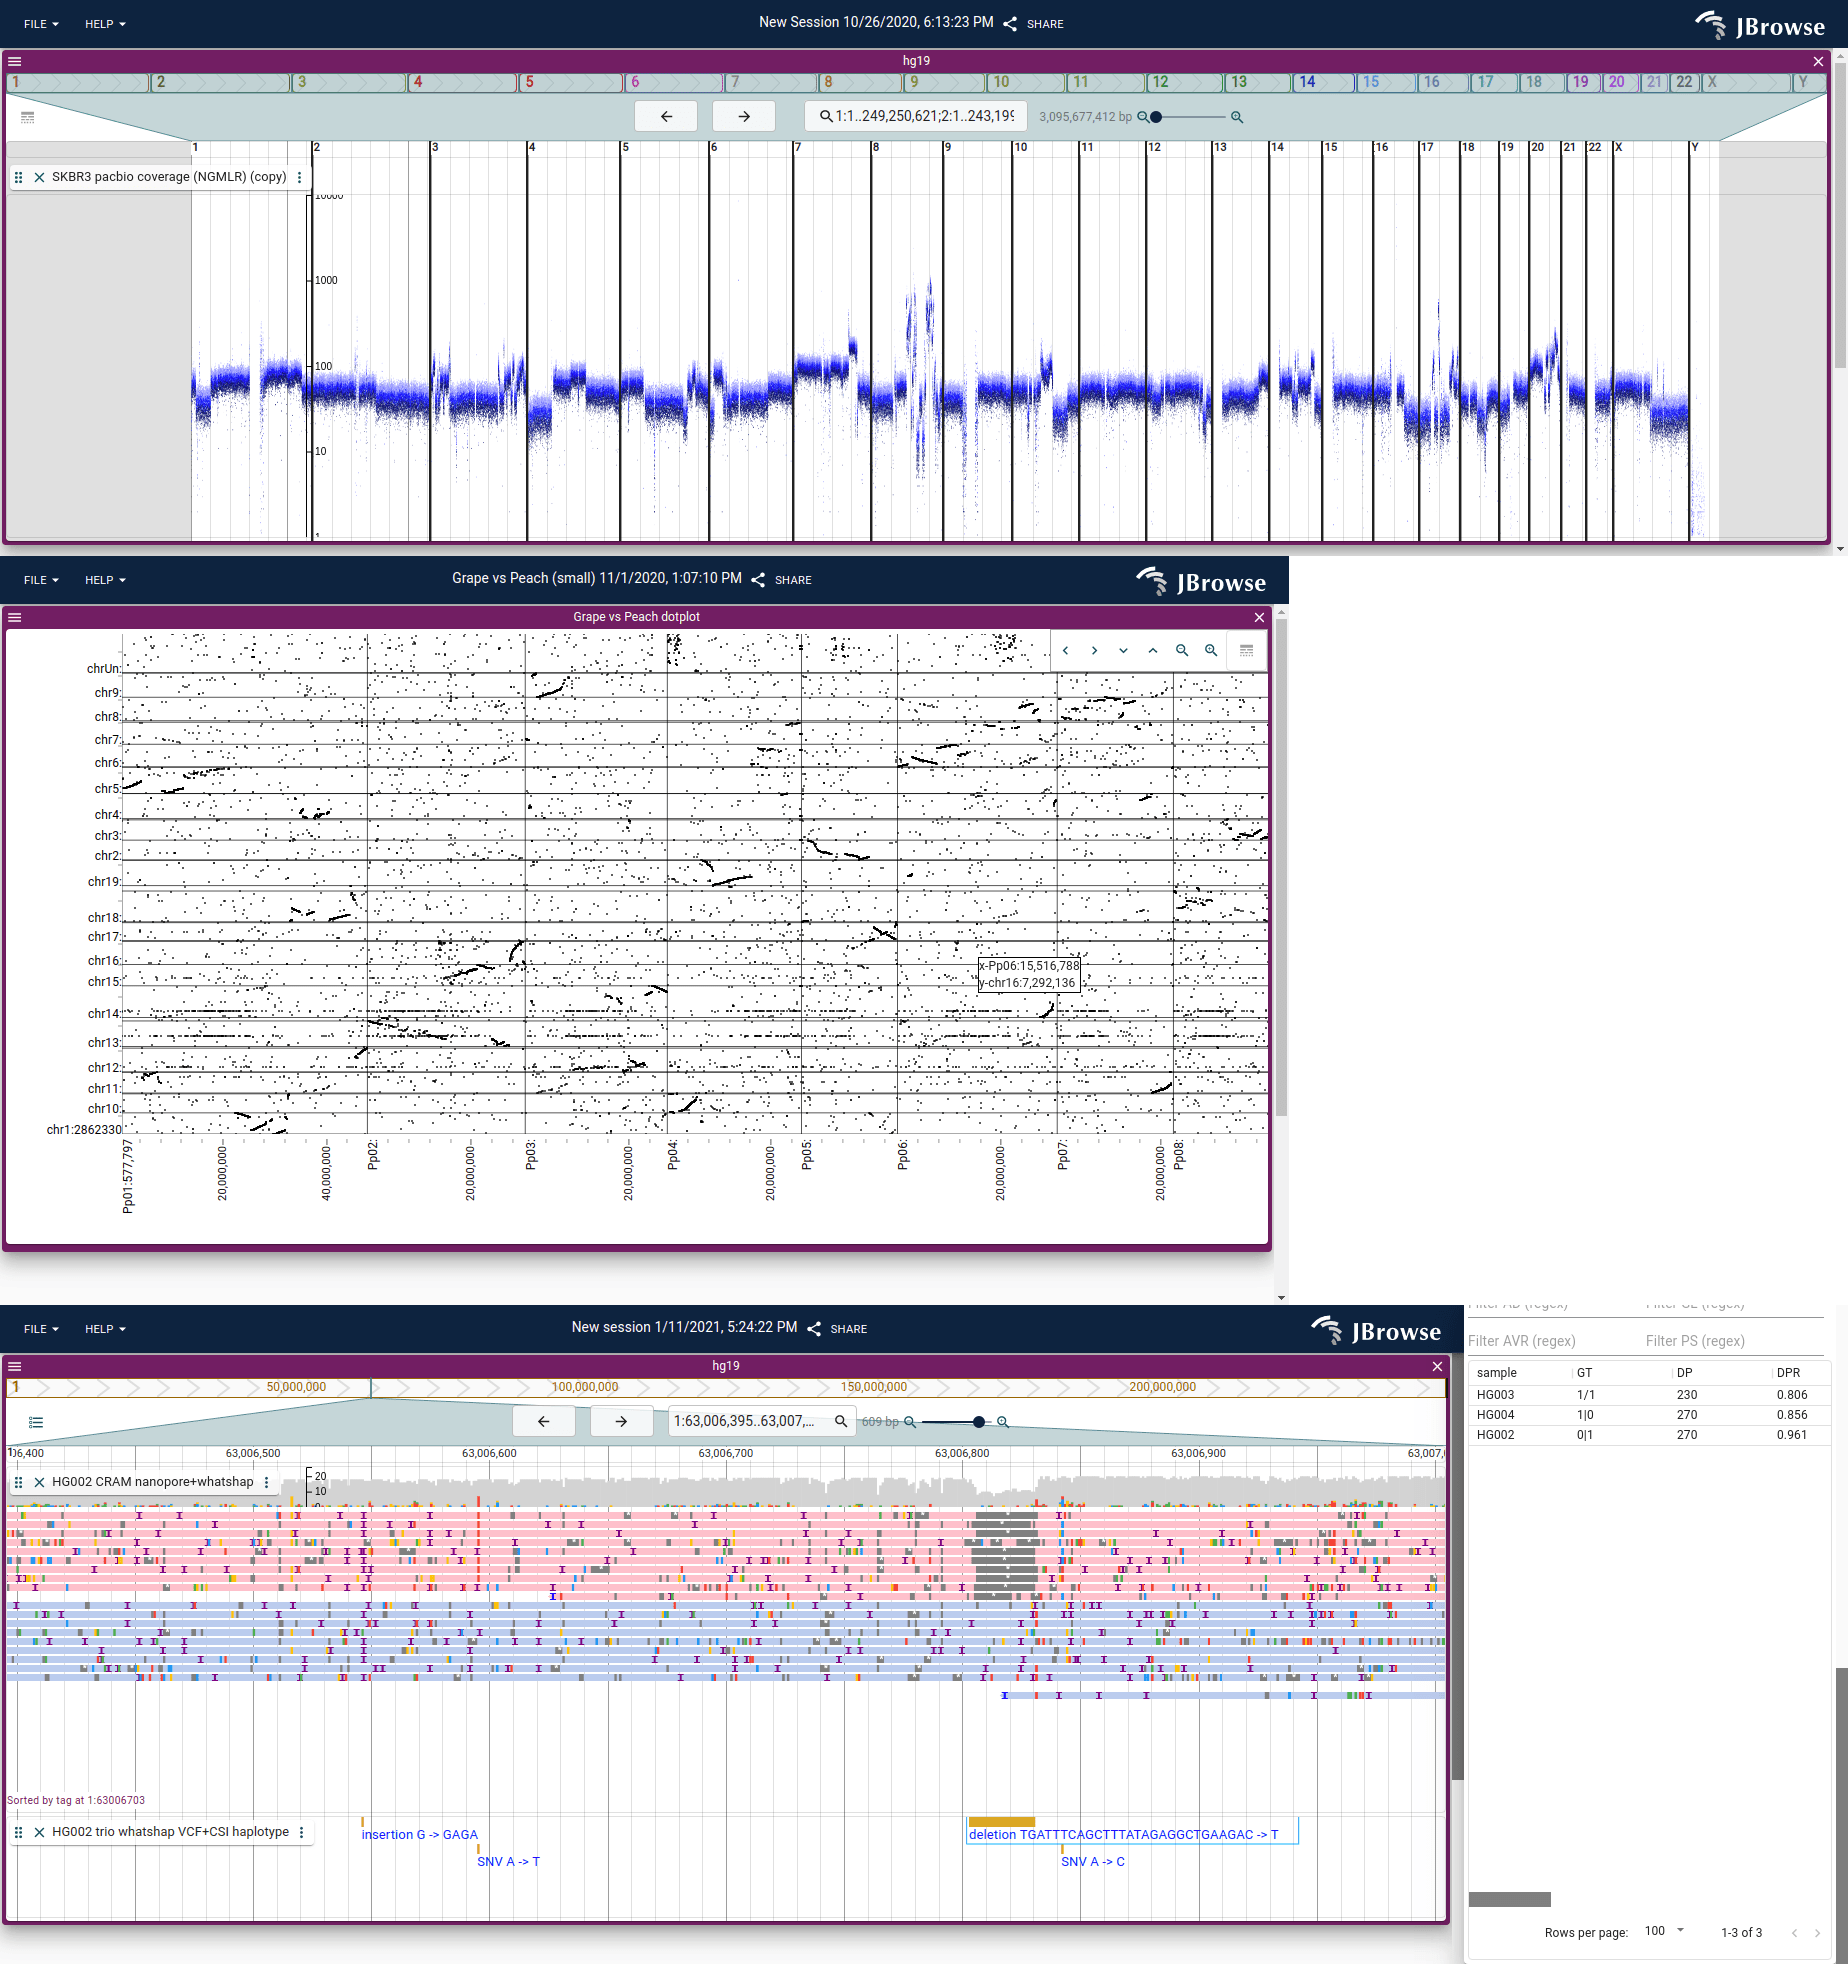 FILE HELP New Session 10/26/2020, 6:13:23 PM SHARE JBrowse
hg19
1 2 3 4 5 6 7 8 9 10 11 12 13 14 15 16 17 18 19 20 21 22 X Y
1:1..249,250,621;2:1..243,199 3,095,677,412 bp
1 2 3 4 5 6 7 8 9 10 11 12 13 14 15 16 17 18 19 20 21 22 X Y
SKBR3 pacbio coverage (NGMLR) (copy)
10000
1000
100
10
1
FILE HELP Grape vs Peach (small) 11/1/2020, 1:07:10 PM SHARE JBrowse
Grape vs Peach dotplot
chrUn:
chr9:
chr8:
chr7:
chr6:
chr5:
chr4:
chr3:
chr2:
chr19:
chr18:
chr17:
chr16:
x-Pp06:15,516,788
y-chr16:7,292,136
chr15:
chr14:
chr13:
chr12:
chr11:
chr10:
chr1:2862330
Pp01:577,797 20,000,000 40,000,000 Pp02: 20,000,000 Pp03: 20,000,000 Pp04: 20,000,000 Pp05: Pp06: 20,000,000 Pp07: 20,000,000 Pp08:
FILE HELP New session 1/11/2021, 5:24:22 PM SHARE JBrowse
hg19
1 50,000,000 100,000,000 150,000,000 200,000,000
1:63,006,395..63,007,... 609 bp
06,400 63,006,500 63,006,600 63,006,700 63,006,800 63,006,900 63,007,
HG002 CRAM nanopore+whatshap
20
10
0
Sorted by tag at 1:63006703
HG002 trio whatshap VCF+CSI haplotype
insertion G -> GAGA
deletion TGATTTCAGCTTTATAGAGGCTGAAGAC -> T
SNV A -> T
SNV A -> C
Filter AVR (regex) Filter PS (regex)
sample GT DP DPR
HG003 1/1 230 0.806
HG004 1|0 270 0.856
HG002 0|1 270 0.961
Rows per page: 100 1-3 of 3